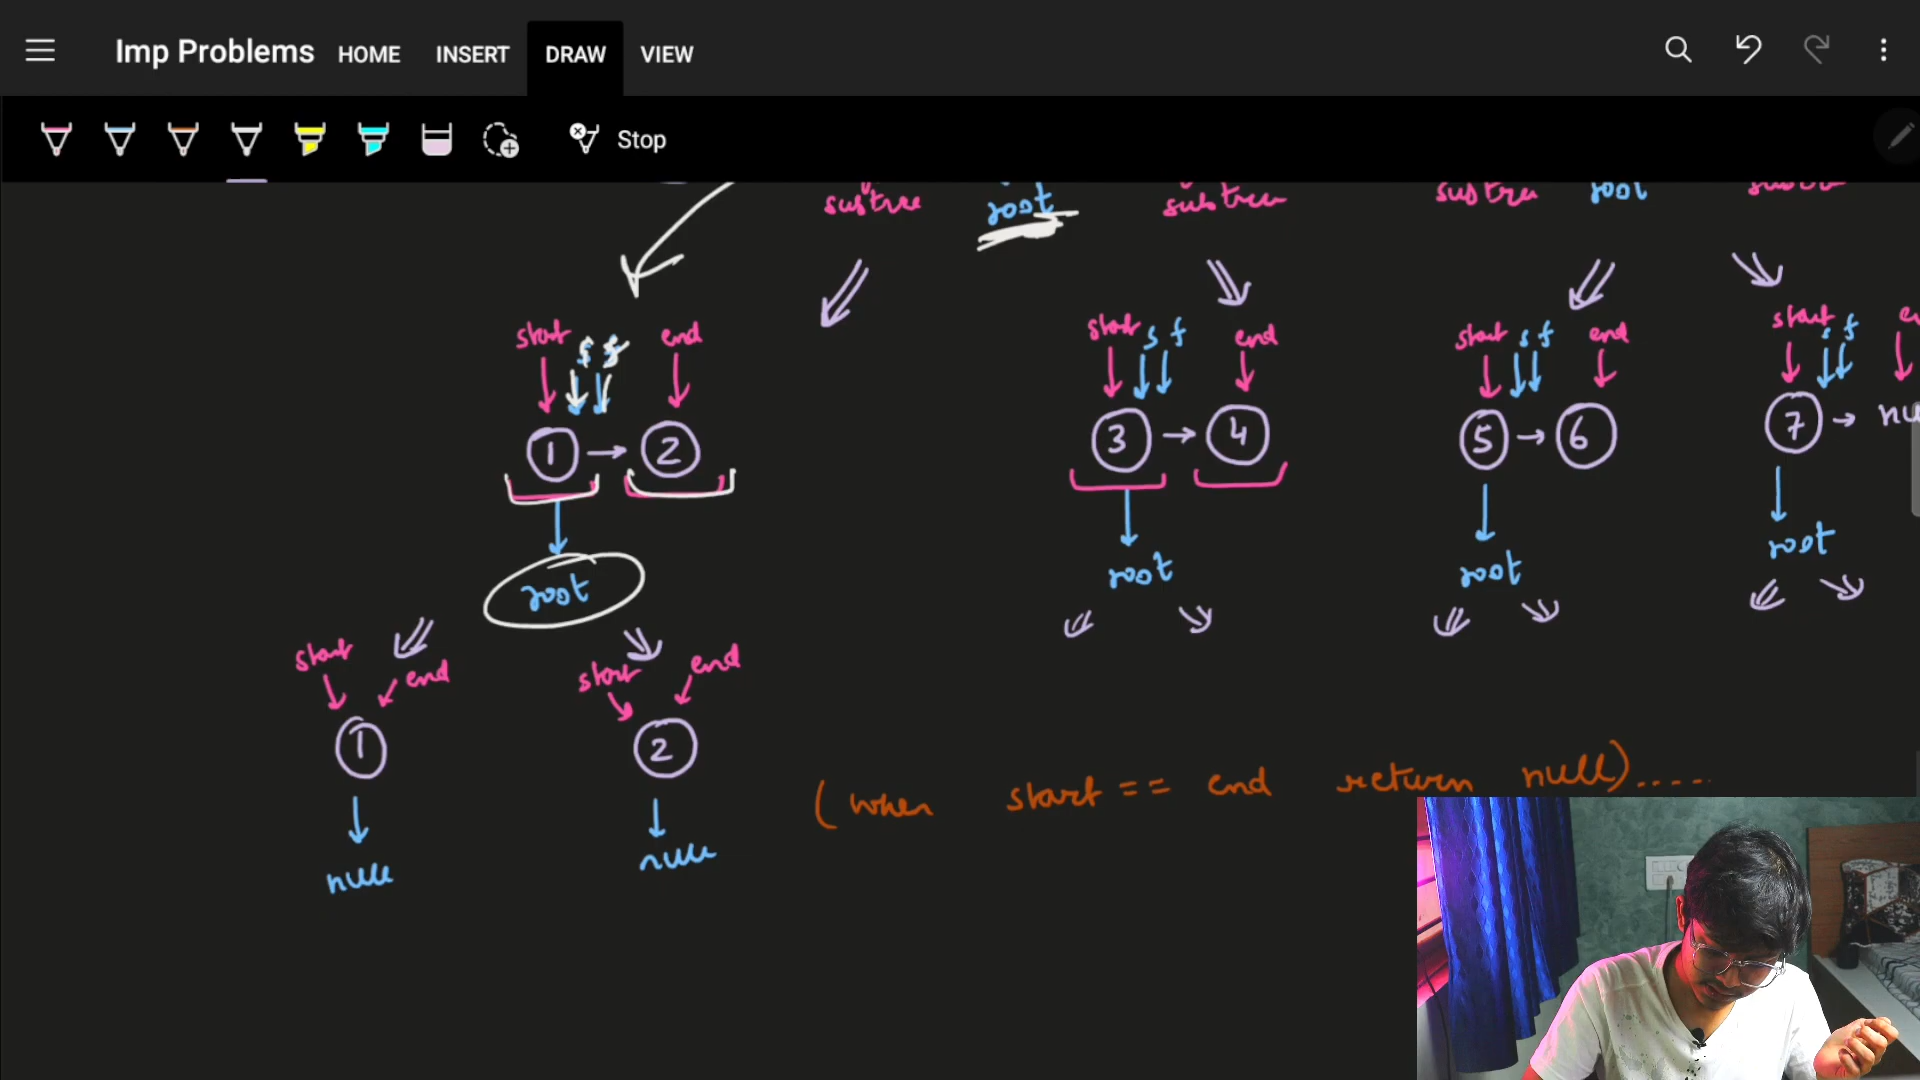 Imp Problems HOME INSERT DRAW VIEW
Stop
sustree root subtree sustree root
start s f end
start s f end
start s f end
start s f
1 → 2
3 → 4
5 → 6
7 →
root
root
root
root
start end
start end
1
2
(when start == end return null).....
null
null